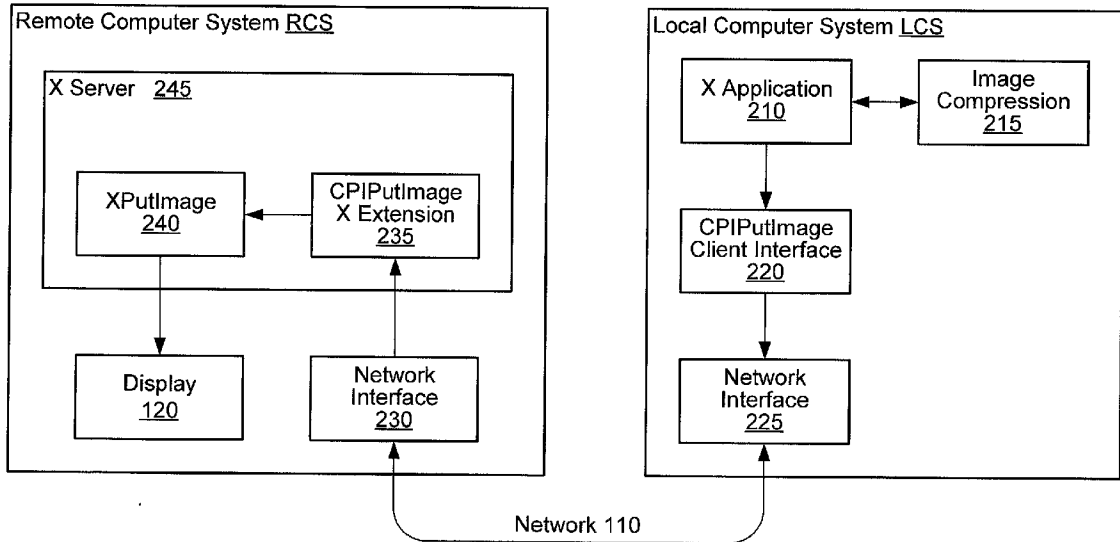 Remote Computer System RCS
X Server 245
XPutImage
240
CPIPutImage
X Extension
235
Display
120
Network
Interface
230
Local Computer System LCS
X Application
210
Image
Compression
215
CPIPutImage
Client Interface
220
Network
Interface
225
Network 110